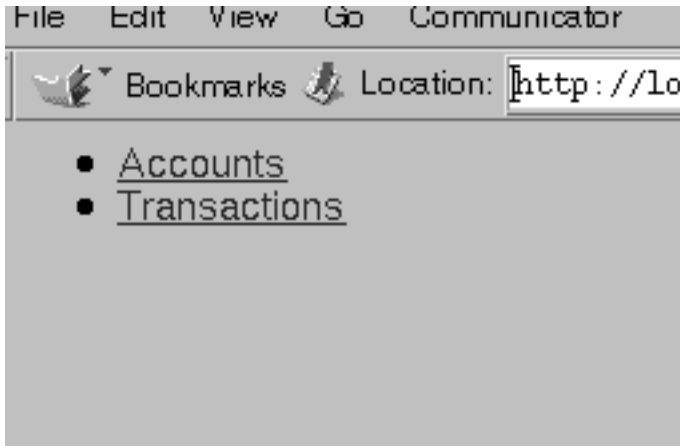 File Edit View Go Communicator
Bookmarks Location: http://lo
Accounts
Transactions